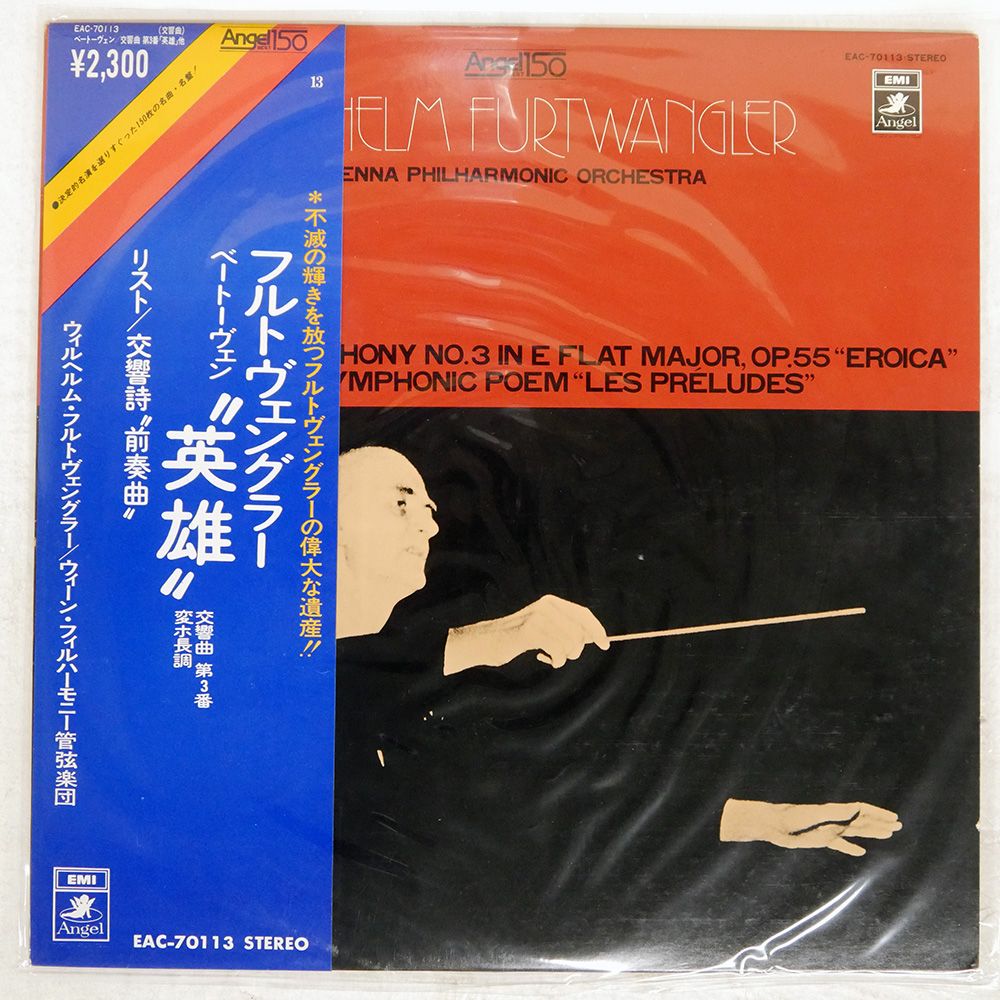 EAC-70113 (交響曲)
ベートーヴェン/交響曲 第3番「英雄」他
¥2,300
Angel BEST 150
13
●決定的名演を選りすぐった150枚の名曲・名盤!
*不滅の輝きを放つフルトヴェングラーの偉大な遺産!!
フルトヴェングラー
ベートーヴェン
"英雄"
交響曲 第3番
変ホ長調
リスト/交響詩"前奏曲"
ウィルヘルム・フルトヴェングラー/ウィーン・フィルハーモニー管弦楽団
EMI
Angel
EAC-70113 STEREO
Angel BEST 150
EAC-70113 STEREO
EMI
Angel
HELM FURTWÄNGLER
ENNA PHILHARMONIC ORCHESTRA
HONY NO.3 IN E FLAT MAJOR, OP.55 "EROICA"
YMPHONIC POEM "LES PRÉLUDES"